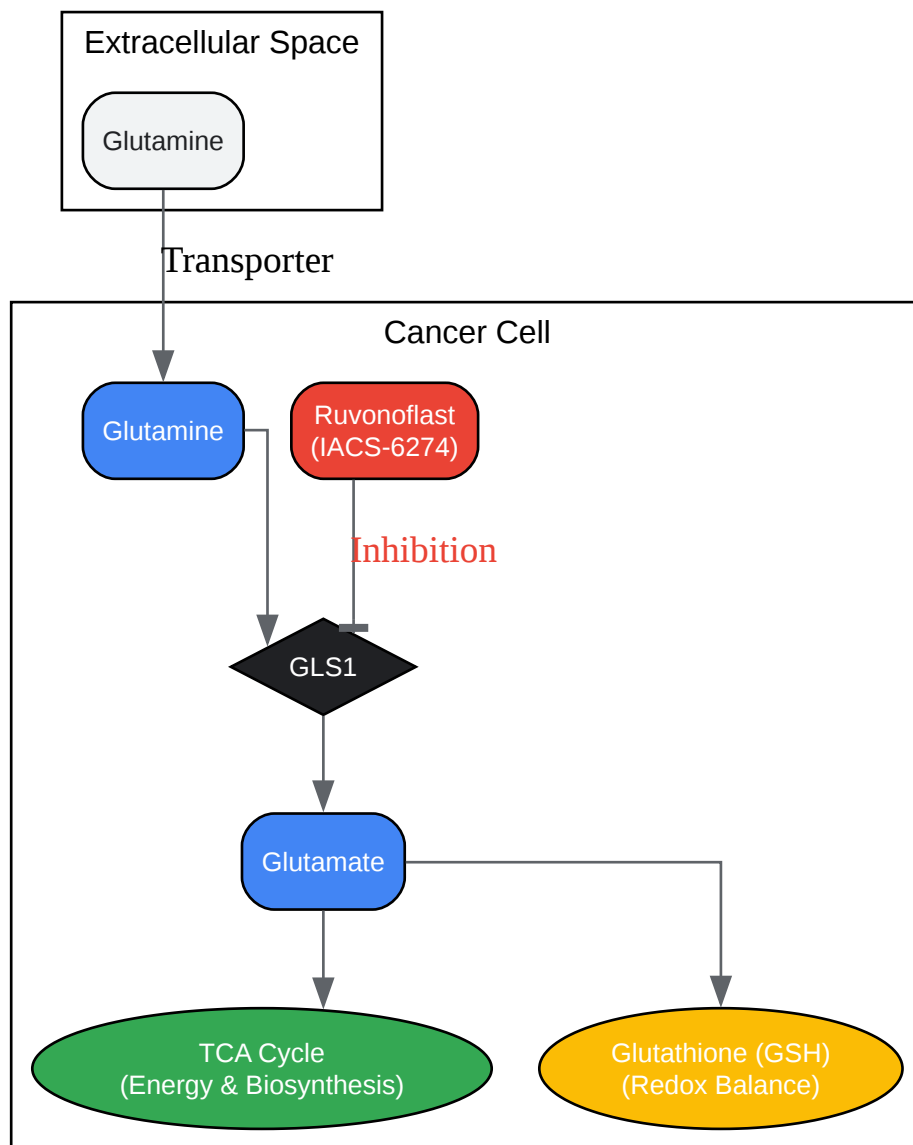 Extracellular Space
Glutamine
Transporter
Cancer Cell
Glutamine
Ruvonoflast
(IACS-6274)
Inhibition
GLS1
Glutamate
TCA Cycle
(Energy & Biosynthesis)
Glutathione (GSH)
(Redox Balance)